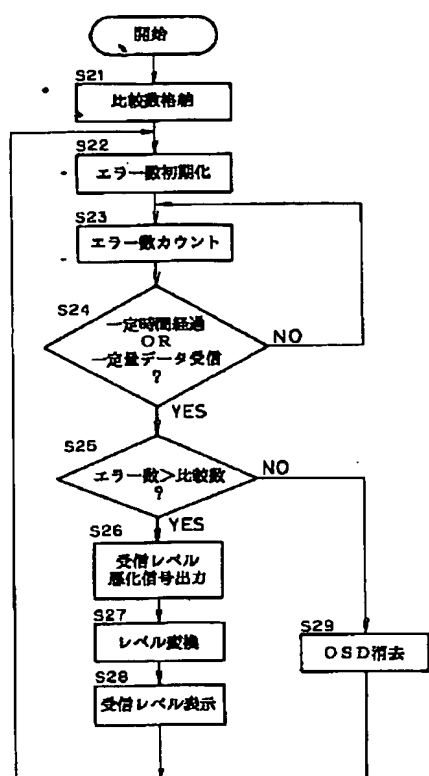 開始
S21
比較数格納
S22
エラー数初期化
S23
エラー数カウント
S24
一定時間経過
OR
一定量データ受信
?
NO
YES
S25
エラー数>比較数
?
NO
YES
S26
受信レベル
悪化信号出力
S27
レベル変換
S28
受信レベル表示
S29
OSD消去